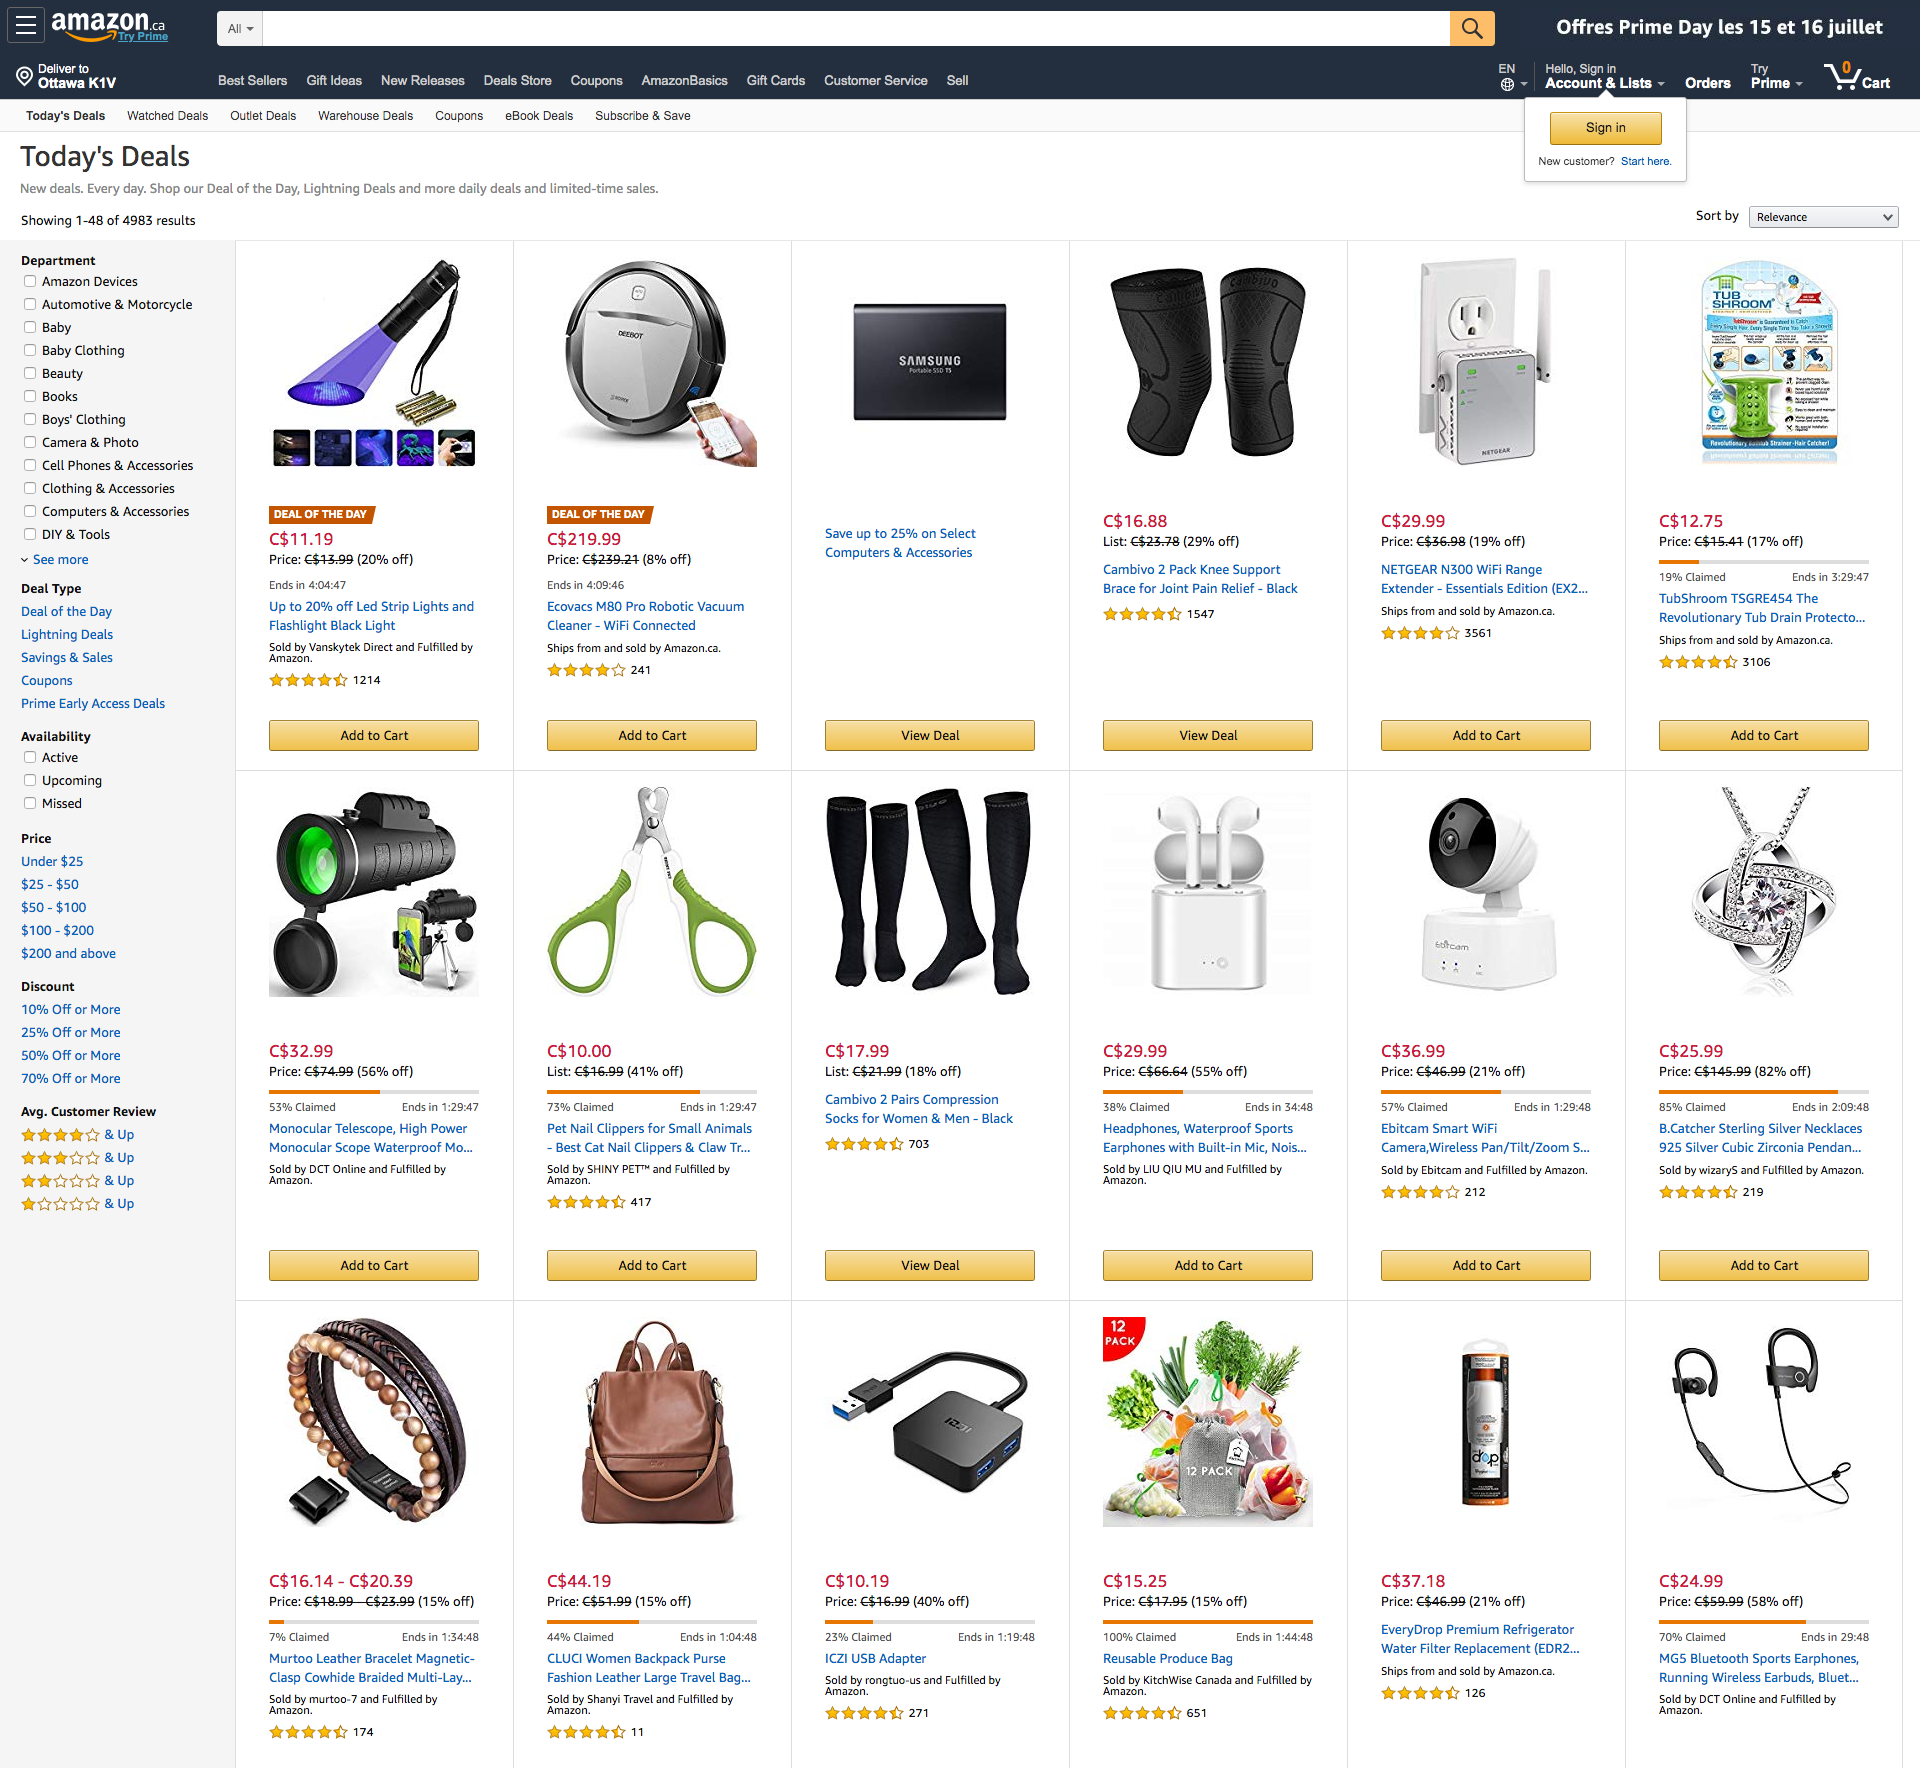 amazon.ca
Try Prime
All
Offres Prime Day les 15 et 16 juillet
Deliver to
Ottawa K1V
Best Sellers Gift Ideas New Releases Deals Store Coupons AmazonBasics Gift Cards Customer Service Sell
EN
Hello, Sign in
Account & Lists
Orders
Try
Prime
0
Cart
Today's Deals Watched Deals Outlet Deals Warehouse Deals Coupons eBook Deals Subscribe & Save
Sign in
New customer? Start here.
Today's Deals
New deals. Every day. Shop our Deal of the Day, Lightning Deals and more daily deals and limited-time sales.
Showing 1-48 of 4983 results
Sort by Relevance
Department
Amazon Devices
Automotive & Motorcycle
Baby
Baby Clothing
Beauty
Books
Boys' Clothing
Camera & Photo
Cell Phones & Accessories
Clothing & Accessories
Computers & Accessories
DIY & Tools
See more
Deal Type
Deal of the Day
Lightning Deals
Savings & Sales
Coupons
Prime Early Access Deals
Availability
Active
Upcoming
Missed
Price
Under $25
$25 - $50
$50 - $100
$100 - $200
$200 and above
Discount
10% Off or More
25% Off or More
50% Off or More
70% Off or More
Avg. Customer Review
& Up
& Up
& Up
& Up
DEAL OF THE DAY
C$11.19
Price: C$13.99 (20% off)
Ends in 4:04:47
Up to 20% off Led Strip Lights and
Flashlight Black Light
Sold by Vanskytek Direct and Fulfilled by
Amazon.
1214
Add to Cart
DEEBOT
DEAL OF THE DAY
C$219.99
Price: C$239.21 (8% off)
Ends in 4:09:46
Ecovacs M80 Pro Robotic Vacuum
Cleaner - WiFi Connected
Ships from and sold by Amazon.ca.
241
Add to Cart
SAMSUNG
Portable SSD T5
Save up to 25% on Select
Computers & Accessories
View Deal
Cambivo
C$16.88
List: C$23.78 (29% off)
Cambivo 2 Pack Knee Support
Brace for Joint Pain Relief - Black
1547
View Deal
NETGEAR
C$29.99
Price: C$36.98 (19% off)
NETGEAR N300 WiFi Range
Extender - Essentials Edition (EX2...
Ships from and sold by Amazon.ca.
3561
Add to Cart
TUB
SHROOM
Revolutionary Bathtub Strainer-Hair Catcher!
C$12.75
Price: C$15.41 (17% off)
19% Claimed Ends in 3:29:47
TubShroom TSGRE454 The
Revolutionary Tub Drain Protecto...
Ships from and sold by Amazon.ca.
3106
Add to Cart
C$32.99
Price: C$74.99 (56% off)
53% Claimed Ends in 1:29:47
Monocular Telescope, High Power
Monocular Scope Waterproof Mo...
Sold by DCT Online and Fulfilled by
Amazon.
Add to Cart
C$10.00
List: C$16.99 (41% off)
73% Claimed Ends in 1:29:47
Pet Nail Clippers for Small Animals
- Best Cat Nail Clippers & Claw Tr...
Sold by SHINY PET™ and Fulfilled by
Amazon.
417
Add to Cart
C$17.99
List: C$21.99 (18% off)
Cambivo 2 Pairs Compression
Socks for Women & Men - Black
703
View Deal
C$29.99
Price: C$66.64 (55% off)
38% Claimed Ends in 34:48
Headphones, Waterproof Sports
Earphones with Built-in Mic, Nois...
Sold by LIU QIU MU and Fulfilled by
Amazon.
Add to Cart
Ebitcam
C$36.99
Price: C$46.99 (21% off)
57% Claimed Ends in 1:29:48
Ebitcam Smart WiFi
Camera,Wireless Pan/Tilt/Zoom S...
Sold by Ebitcam and Fulfilled by Amazon.
212
Add to Cart
C$25.99
Price: C$145.99 (82% off)
85% Claimed Ends in 2:09:48
B.Catcher Sterling Silver Necklaces
925 Silver Cubic Zirconia Pendan...
Sold by wizaryS and Fulfilled by Amazon.
219
Add to Cart
C$16.14 - C$20.39
Price: C$18.99 - C$23.99 (15% off)
7% Claimed Ends in 1:34:48
Murtoo Leather Bracelet Magnetic-
Clasp Cowhide Braided Multi-Lay...
Sold by murtoo-7 and Fulfilled by
Amazon.
174
C$44.19
Price: C$51.99 (15% off)
44% Claimed Ends in 1:04:48
CLUCI Women Backpack Purse
Fashion Leather Large Travel Bag...
Sold by Shanyi Travel and Fulfilled by
Amazon.
11
ICZI
C$10.19
Price: C$16.99 (40% off)
23% Claimed Ends in 1:19:48
ICZI USB Adapter
Sold by rongtuo-us and Fulfilled by
Amazon.
271
12
PACK
12 PACK
C$15.25
Price: C$17.95 (15% off)
100% Claimed Ends in 1:44:48
Reusable Produce Bag
Sold by KitchWise Canada and Fulfilled by
Amazon.
651
drop
C$37.18
Price: C$46.99 (21% off)
EveryDrop Premium Refrigerator
Water Filter Replacement (EDR2...
Ships from and sold by Amazon.ca.
126
C$24.99
Price: C$59.99 (58% off)
70% Claimed Ends in 29:48
MG5 Bluetooth Sports Earphones,
Running Wireless Earbuds, Bluet...
Sold by DCT Online and Fulfilled by
Amazon.